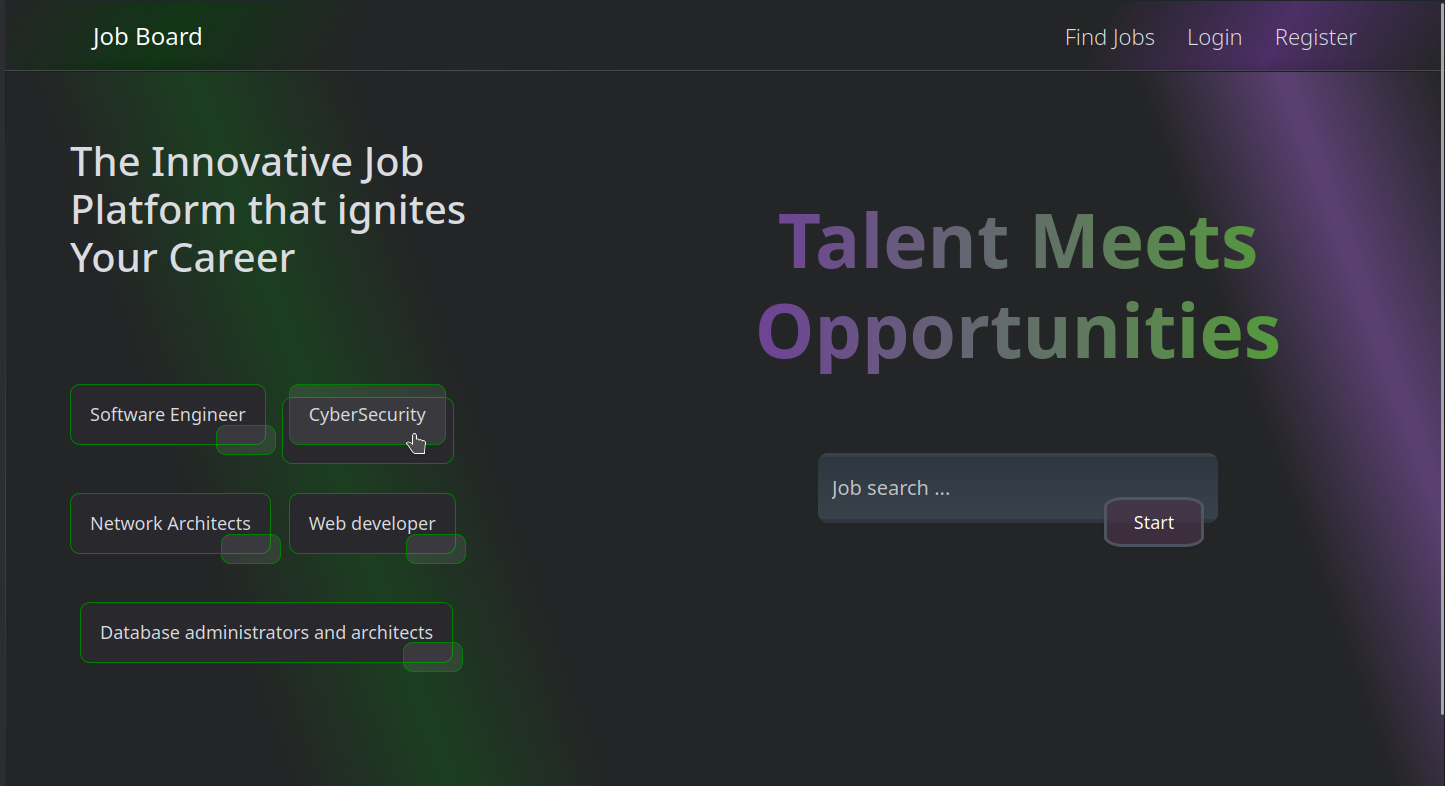 Job Board
Find Jobs
Login
Register
The Innovative Job
Platform that ignites
Your Career
Talent Meets
Opportunities
Software Engineer
CyberSecurity
Network Architects
Web developer
Database administrators and architects
Job search ...
Start